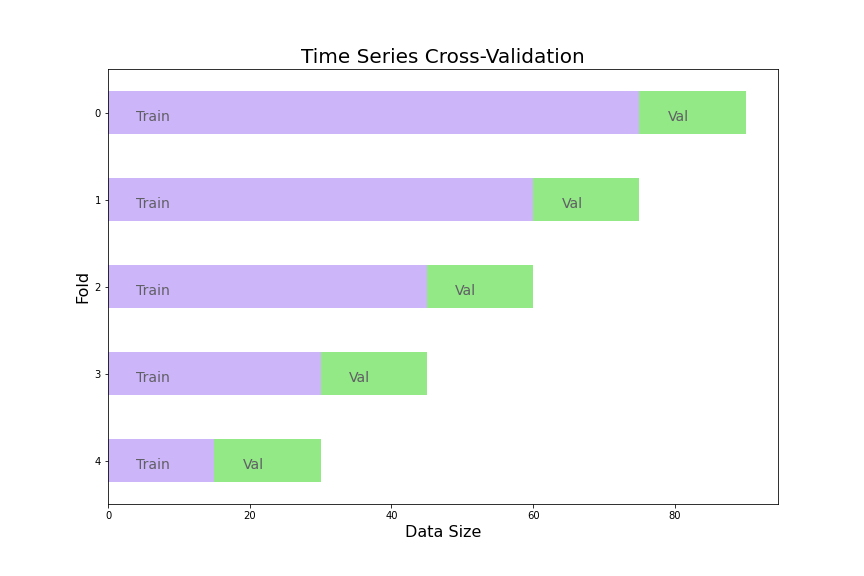 Time Series Cross-Validation
0
Train
Val
1
Train
Val
2
Train
Val
3
Train
Val
4
Train
Val
Fold
0 20 40 60 80
Data Size